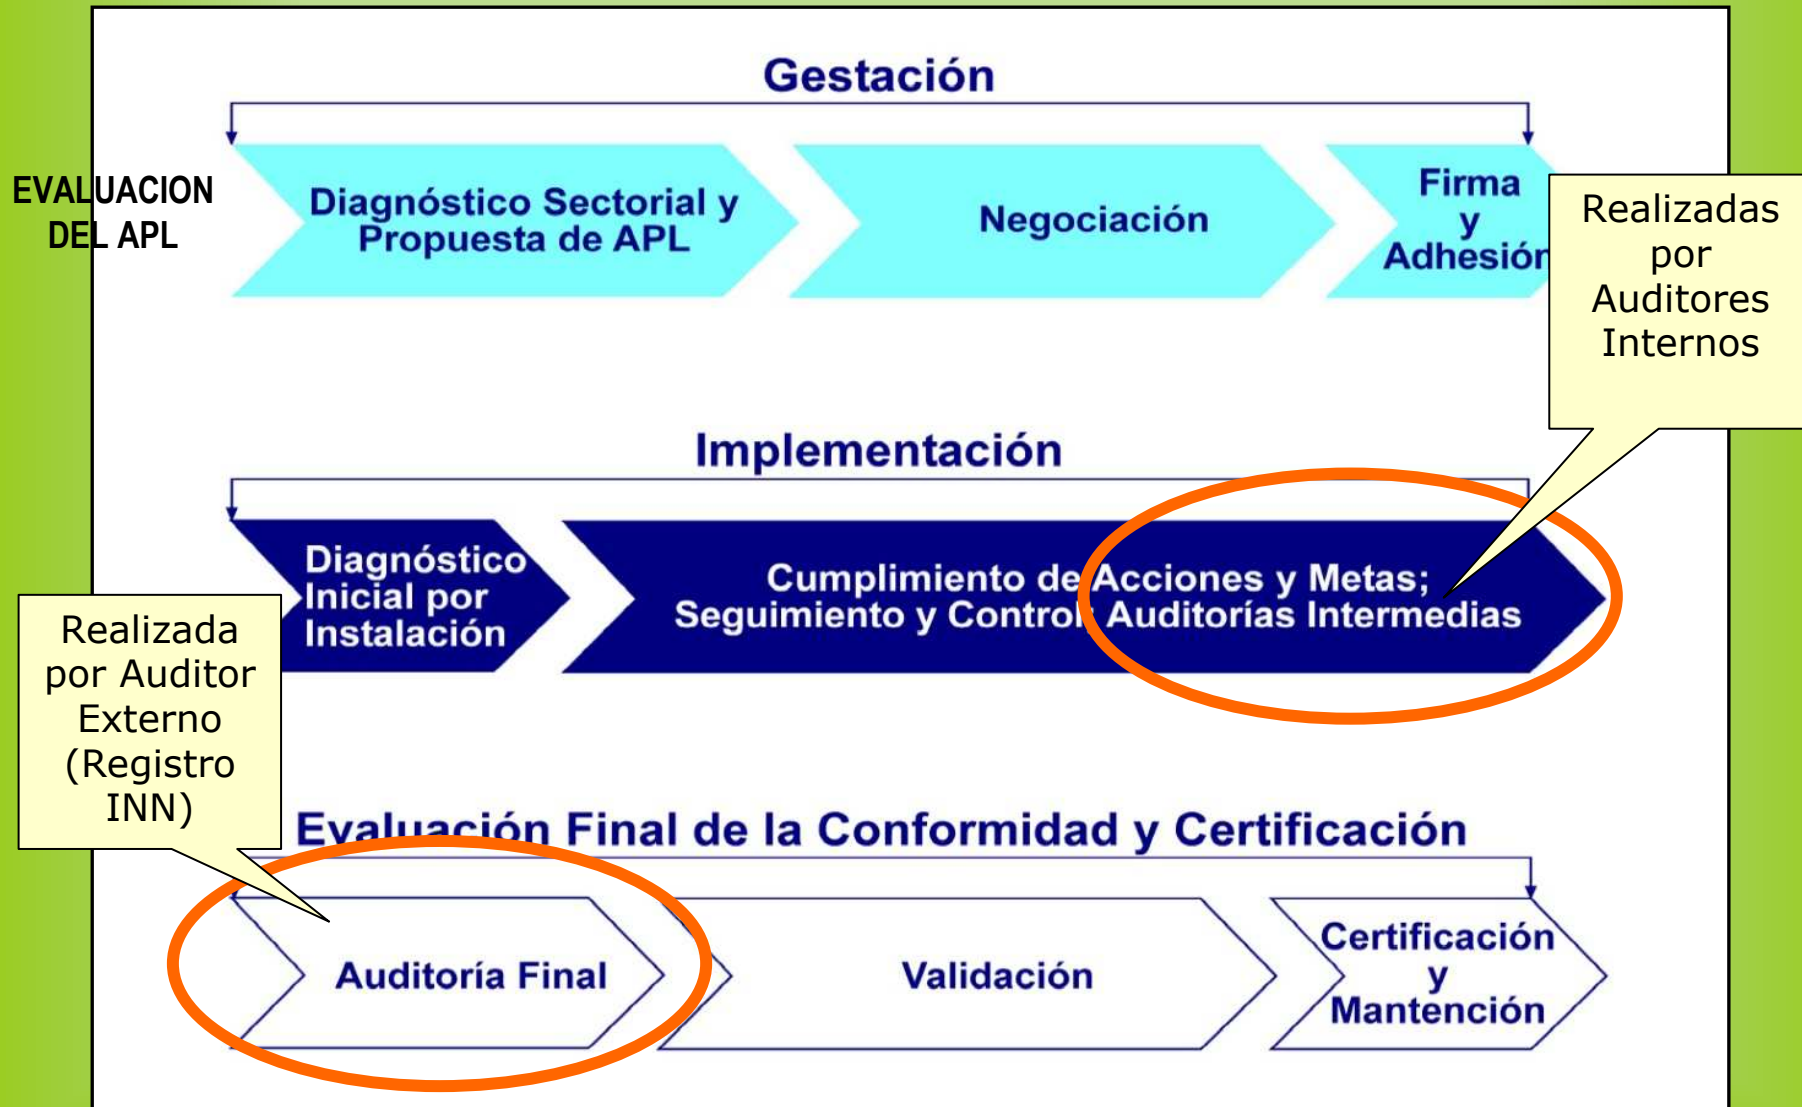 Gestación
EVALUACION
DEL APL
Diagnóstico Sectorial y
Propuesta de APL
Negociación
Firma
y
Adhesión
Realizadas
por
Auditores
Internos
Implementación
Diagnóstico
Inicial por
Instalación
Cumplimiento de Acciones y Metas;
Seguimiento y Control; Auditorías Intermedias
Realizada
por Auditor
Externo
(Registro
INN)
Evaluación Final de la Conformidad y Certificación
Auditoría Final
Validación
Certificación
y
Mantención